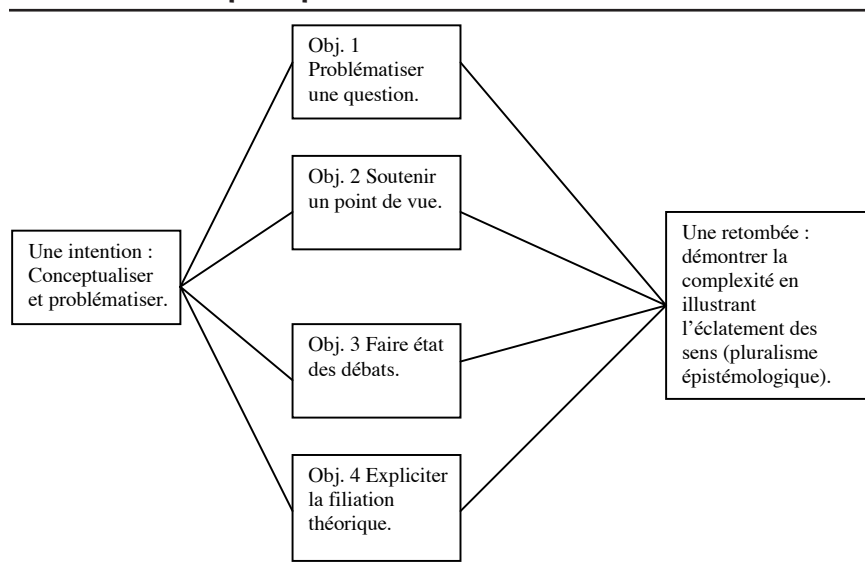 Obj. 1
Problématiser
une question.
Obj. 2 Soutenir
un point de vue.
Une intention :
Conceptualiser
et problématiser.
Une retombée :
démontrer la
complexité en
illustrant
l’éclatement des
sens (pluralisme
épistémologique).
Obj. 3 Faire état
des débats.
Obj. 4 Expliciter
la filiation
théorique.